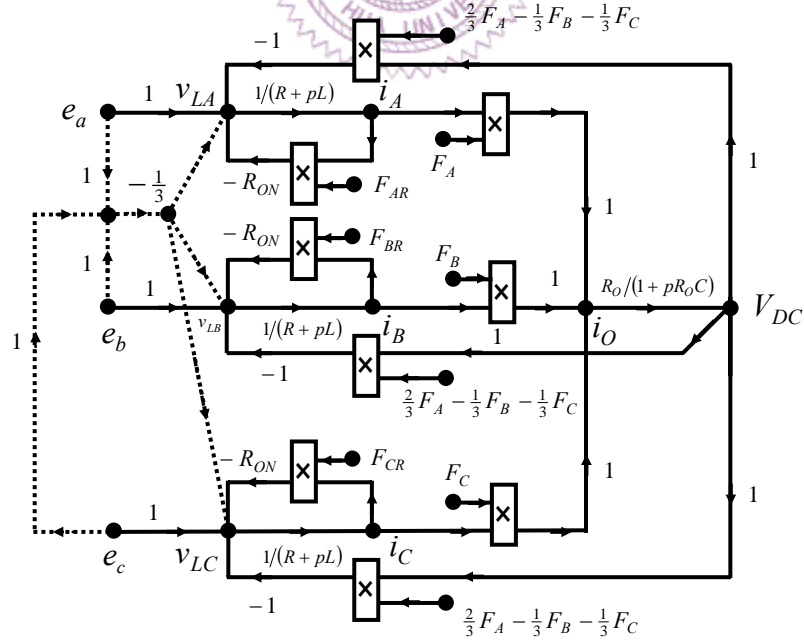 HUA UNIVE
2/3 F_A − 1/3 F_B − 1/3 F_C
−1
v_LA
1/(R + pL)
i_A
e_a
1
F_A
1
− R_ON
F_AR
1
− 1/3
1
− R_ON
F_BR
F_B
1
1
R_O/(1 + pR_OC)
V_DC
e_b
1
v_LB
1/(R + pL)
i_B
1
i_O
1
−1
2/3 F_A − 1/3 F_B − 1/3 F_C
− R_ON
F_CR
F_C
1
1
1
e_c
v_LC
1/(R + pL)
i_C
−1
2/3 F_A − 1/3 F_B − 1/3 F_C